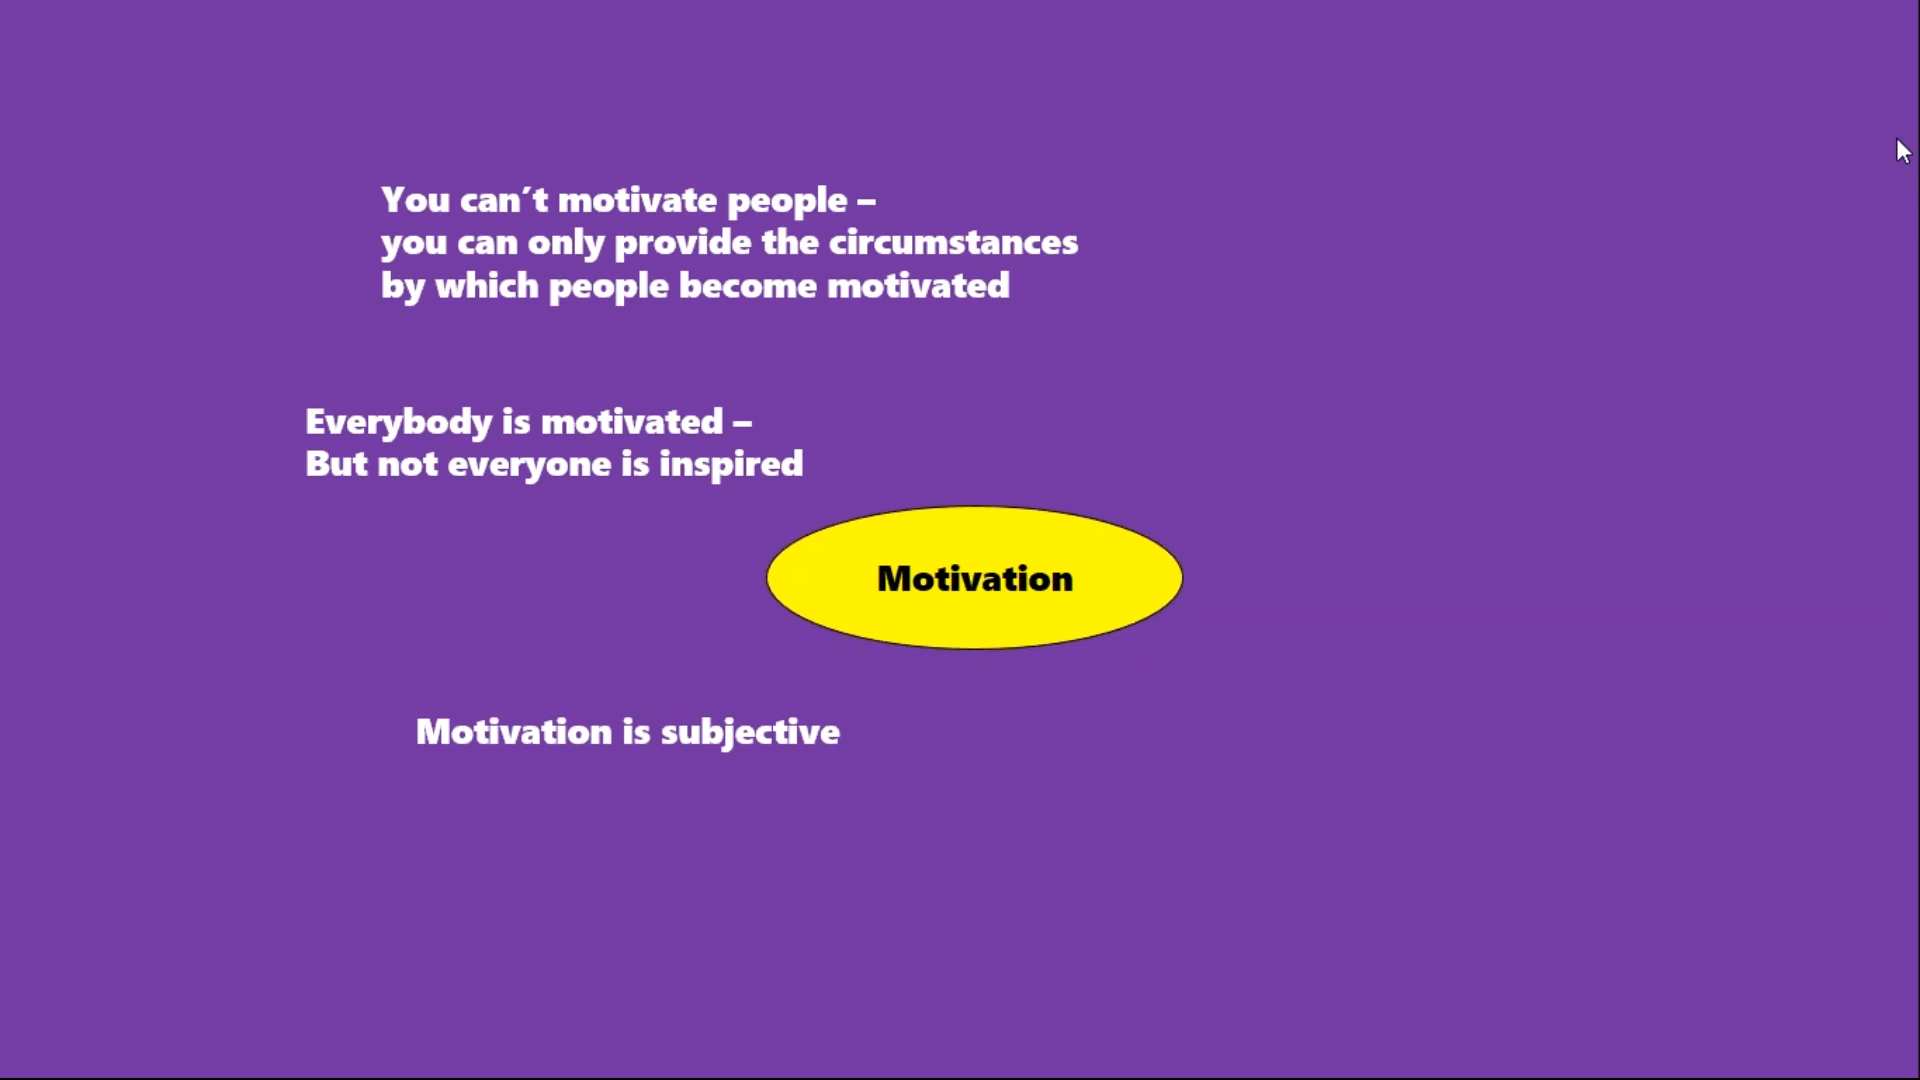 You can't motivate people –
you can only provide the circumstances
by which people become motivated
Everybody is motivated –
But not everyone is inspired
Motivation
Motivation is subjective